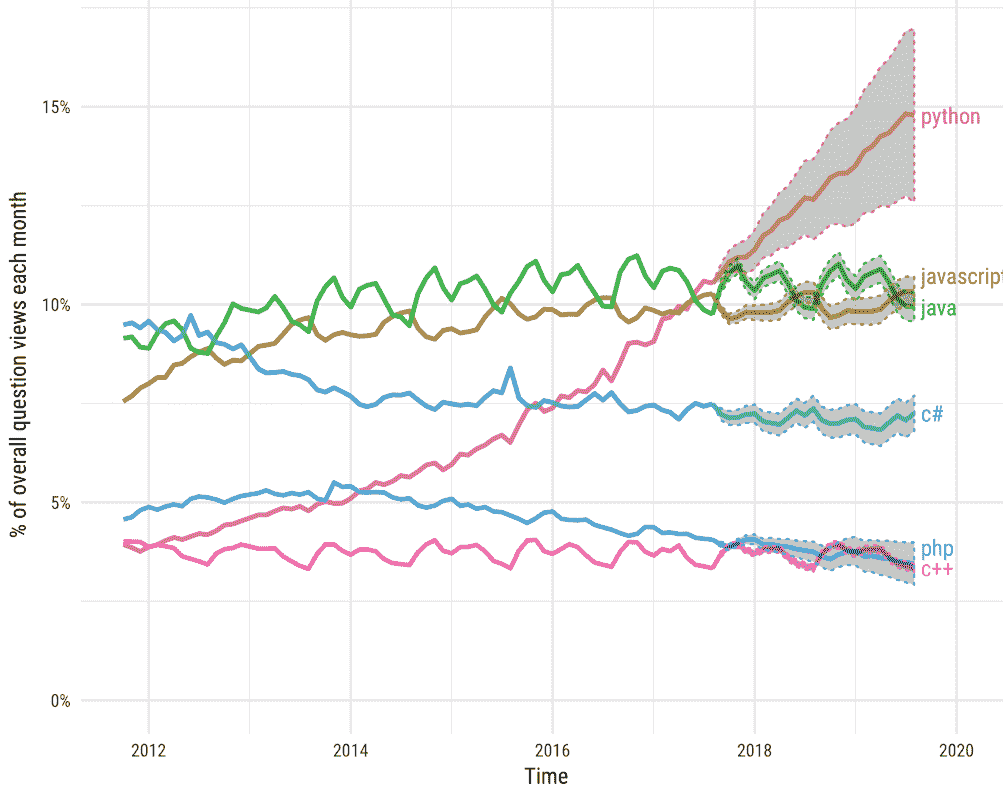 % of overall question views each month
15%
10%
5%
0%
python
javascript
java
c#
php
c++
2012 2014 2016 2018 2020
Time